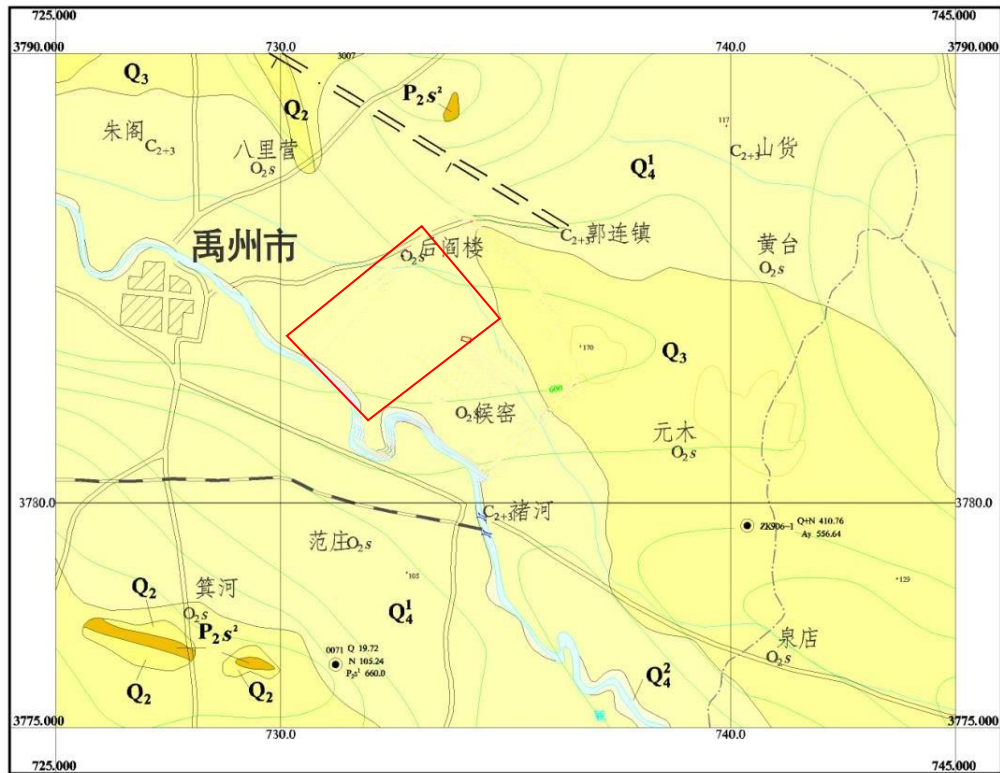 725.000
745.000
3790.000
730.0
740.0
3790.000
Q₃
3007
Q₂
P₂s²
朱阁
C₂₊₃
八里营
O₂s
117
C₂₊₃山货
Q₄¹
禹州市
O₂s后阎楼
C₂₊郭连镇
黄台
O₂s
170
Q₃
600
O₂s候窑
元木
O₂s
3780.0
3780.0
C₂₊₃褚河
ZK906-1
Q+N 410.76
Ay 556.64
范庄O₂s
105
129
Q₂
箕河
O₂s
P₂s²
Q₄¹
0071
Q 19.72
N 105.24
P₂s¹ 660.0
泉店
O₂s
Q₂
Q₂
Q₄²
3775.000
730.0
740.0
3775.000
725.000
745.000